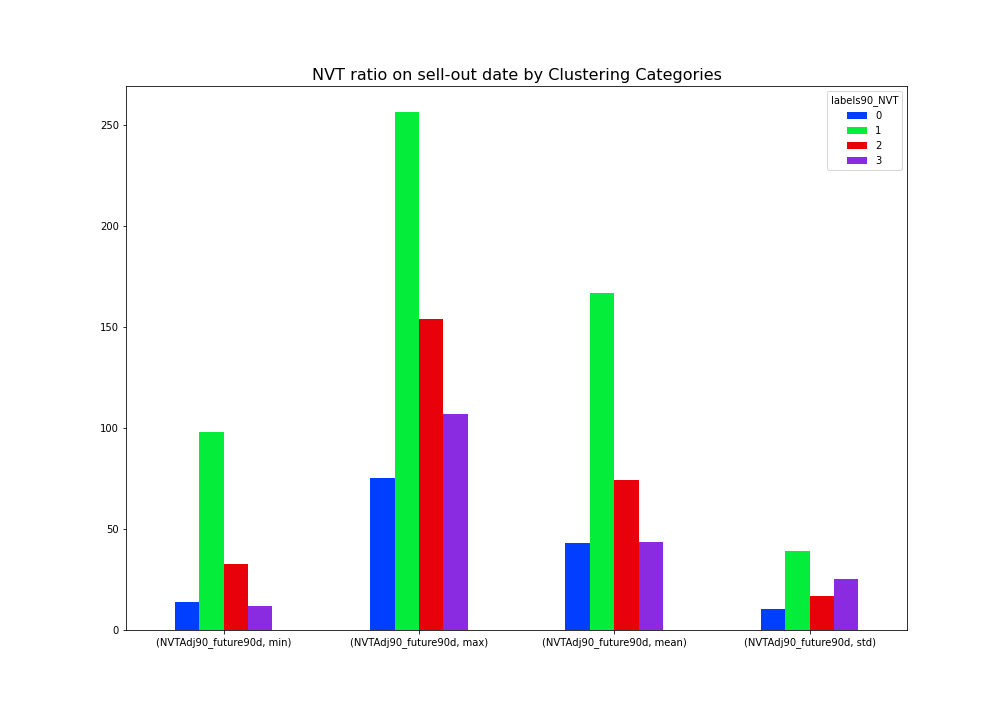 NVT ratio on sell-out date by Clustering Categories
labels90_NVT
0
1
2
3
250
200
150
100
50
0
(NVTAdj90_future90d, min)
(NVTAdj90_future90d, max)
(NVTAdj90_future90d, mean)
(NVTAdj90_future90d, std)